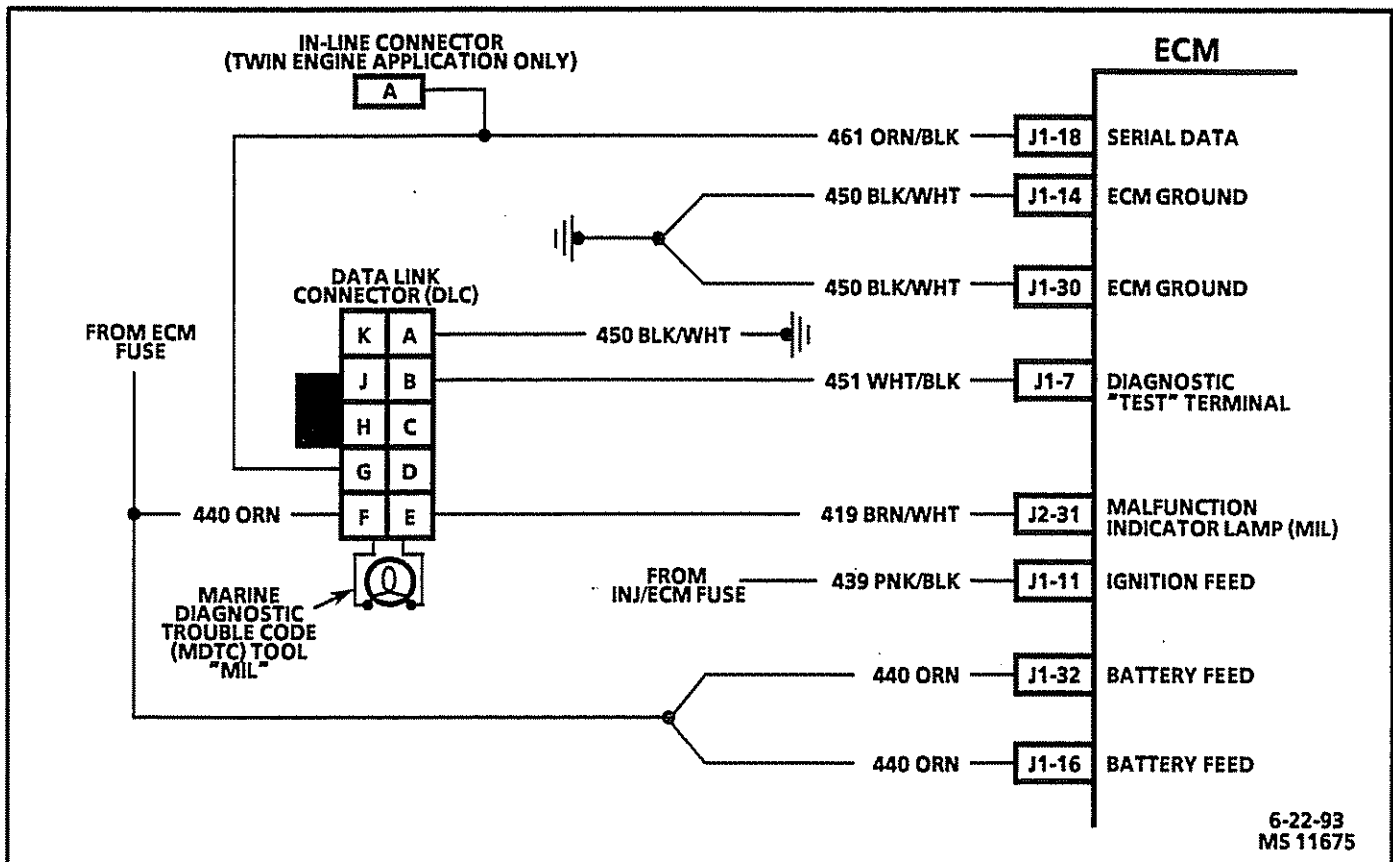 IN-LINE CONNECTOR
(TWIN ENGINE APPLICATION ONLY)
A
ECM
461 ORN/BLK
J1-18
SERIAL DATA
450 BLK/WHT
J1-14
ECM GROUND
450 BLK/WHT
J1-30
ECM GROUND
DATA LINK
CONNECTOR (DLC)
FROM ECM
FUSE
K A
J B
H C
G D
F E
450 BLK/WHT
451 WHT/BLK
J1-7
DIAGNOSTIC
"TEST" TERMINAL
440 ORN
419 BRN/WHT
J2-31
MALFUNCTION
INDICATOR LAMP (MIL)
MARINE
DIAGNOSTIC
TROUBLE CODE
(MDTC) TOOL
"MIL"
FROM
INJ/ECM FUSE
439 PNK/BLK
J1-11
IGNITION FEED
440 ORN
J1-32
BATTERY FEED
440 ORN
J1-16
BATTERY FEED
6-22-93
MS 11675